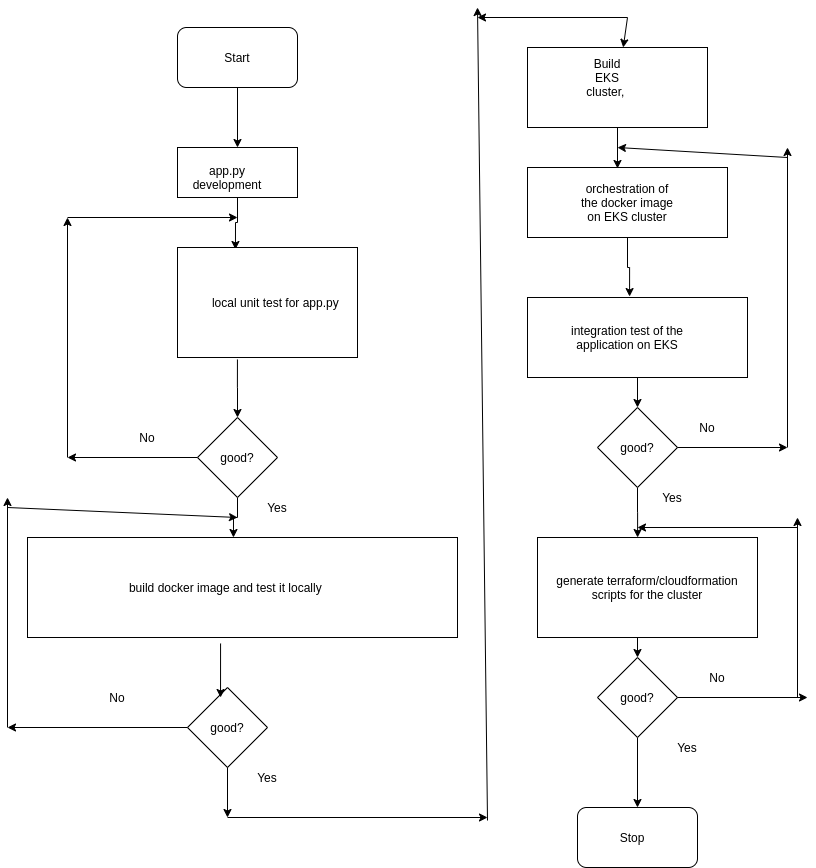 Start
app.py
development
local unit test for app.py
good?
No
Yes
build docker image and test it locally
good?
No
Yes
Build
EKS
cluster,
orchestration of
the docker image
on EKS cluster
integration test of the
application on EKS
good?
No
Yes
generate terraform/cloudformation
scripts for the cluster
good?
No
Yes
Stop